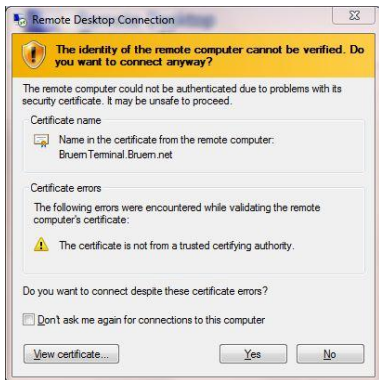 Remote Desktop Connection
The identity of the remote computer cannot be verified. Do
you want to connect anyway?
The remote computer could not be authenticated due to problems with its
security certificate. It may be unsafe to proceed.
Certificate name
Name in the certificate from the remote computer:
BruernTerminal.Bruern.net
Certificate errors
The following errors were encountered while validating the remote
computer's certificate:
The certificate is not from a trusted certifying authority.
Do you want to connect despite these certificate errors?
Don't ask me again for connections to this computer
View certificate...
Yes
No